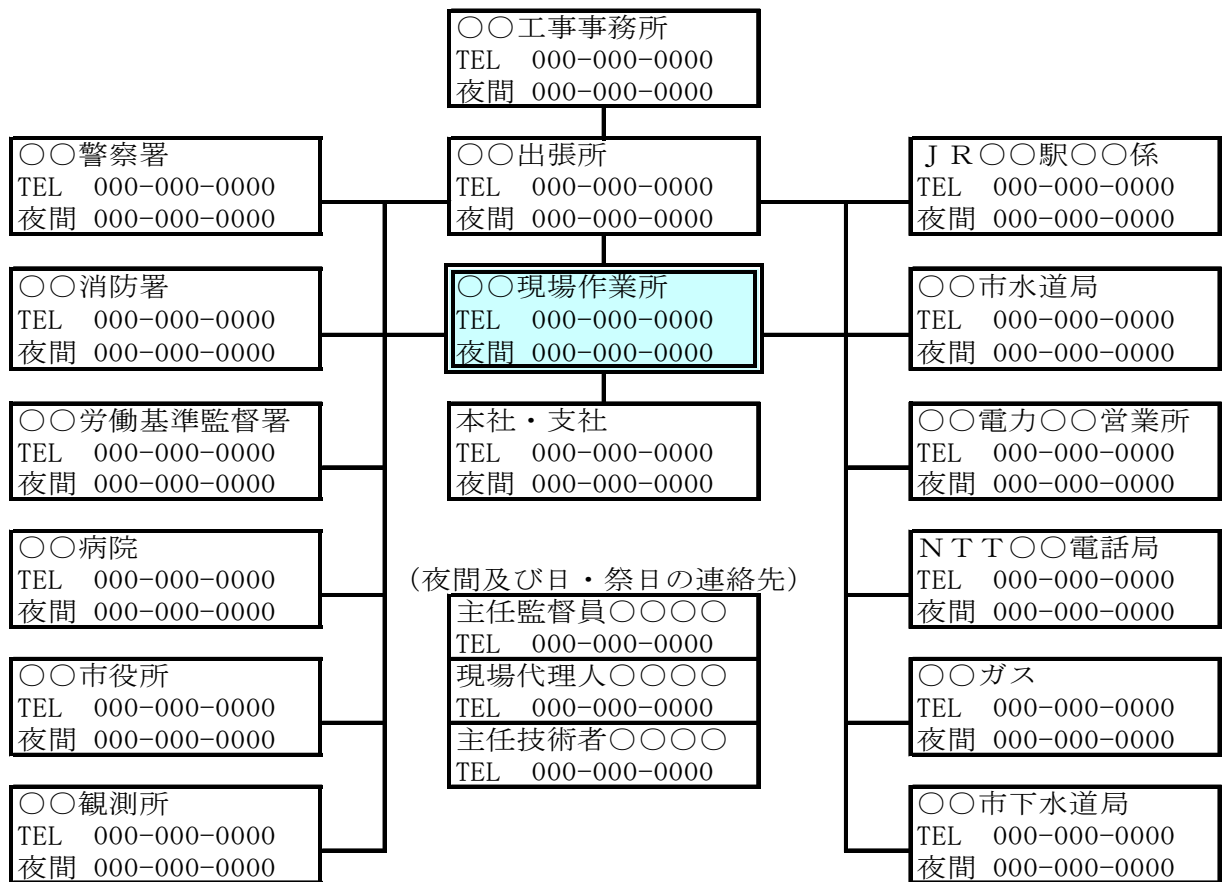 ○○工事事務所
TEL 000-000-0000
夜間 000-000-0000
○○警察署
TEL 000-000-0000
夜間 000-000-0000
○○出張所
TEL 000-000-0000
夜間 000-000-0000
ＪＲ○○駅○○係
TEL 000-000-0000
夜間 000-000-0000
○○消防署
TEL 000-000-0000
夜間 000-000-0000
○○現場作業所
TEL 000-000-0000
夜間 000-000-0000
○○市水道局
TEL 000-000-0000
夜間 000-000-0000
○○労働基準監督署
TEL 000-000-0000
夜間 000-000-0000
本社・支社
TEL 000-000-0000
夜間 000-000-0000
○○電力○○営業所
TEL 000-000-0000
夜間 000-000-0000
○○病院
TEL 000-000-0000
夜間 000-000-0000
（夜間及び日・祭日の連絡先）
主任監督員○○○○
TEL 000-000-0000
現場代理人○○○○
TEL 000-000-0000
主任技術者○○○○
TEL 000-000-0000
ＮＴＴ○○電話局
TEL 000-000-0000
夜間 000-000-0000
○○市役所
TEL 000-000-0000
夜間 000-000-0000
○○ガス
TEL 000-000-0000
夜間 000-000-0000
○○観測所
TEL 000-000-0000
夜間 000-000-0000
○○市下水道局
TEL 000-000-0000
夜間 000-000-0000